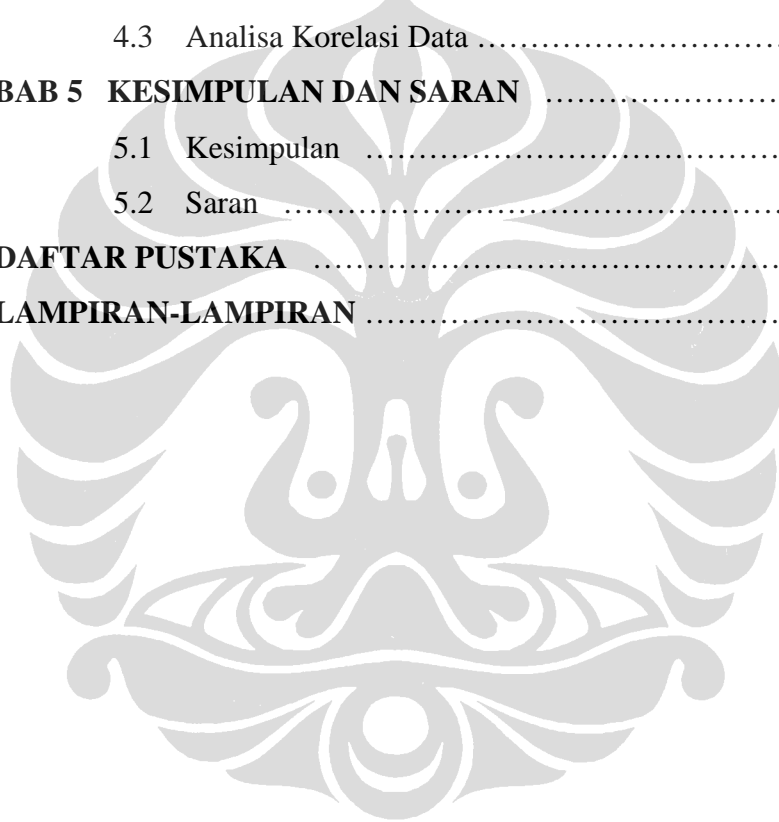 4.3 Analisa Korelasi Data ……………………………
BAB 5 KESIMPULAN DAN SARAN ……………………
5.1 Kesimpulan ………………………………………
5.2 Saran ………………………………………………
DAFTAR PUSTAKA ……………………………………………
LAMPIRAN-LAMPIRAN ………………………………………